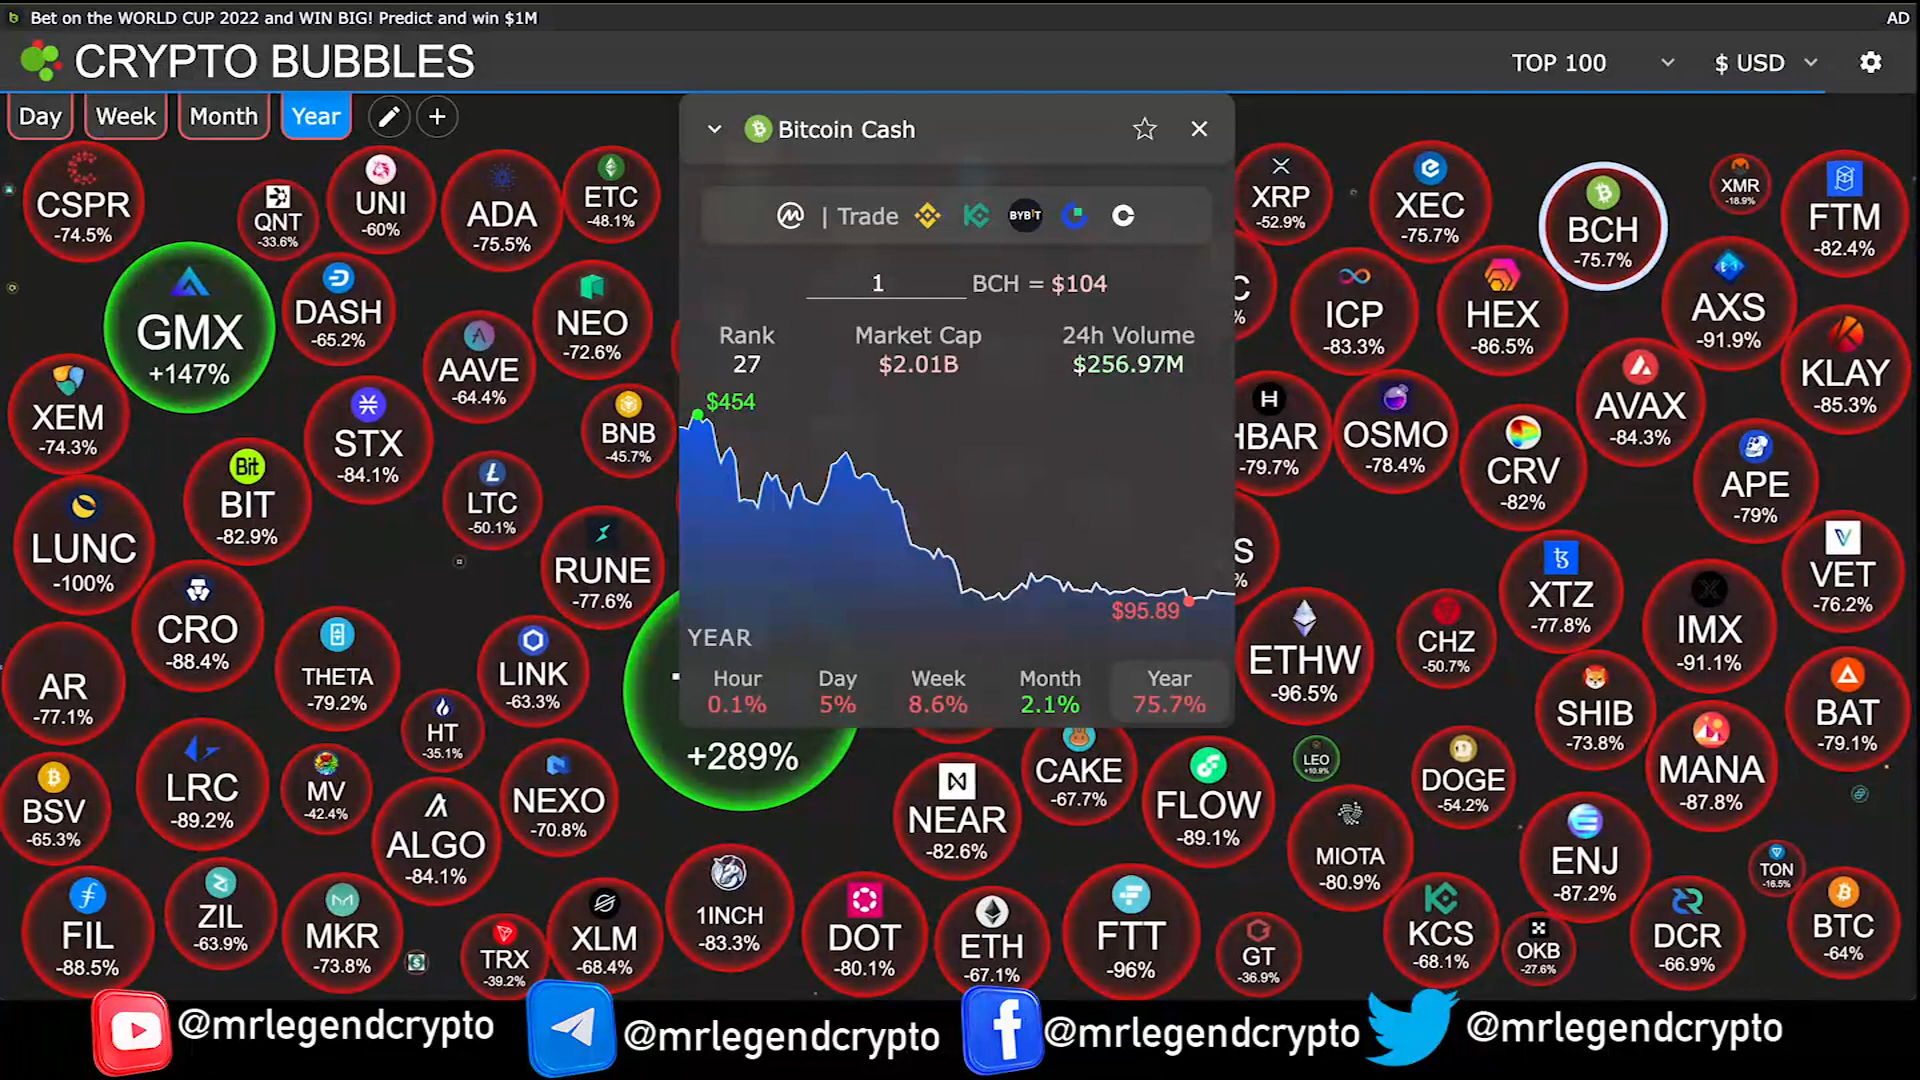 Bet on the WORLD CUP 2022 and WIN BIG! Predict and win $1M
AD
CRYPTO BUBBLES
TOP 100
$ USD
Day
Week
Month
Year
Bitcoin Cash
| Trade
BYBIT
1
BCH = $104
Rank
27
Market Cap
$2.01B
24h Volume
$256.97M
$454
$95.89
YEAR
Hour
0.1%
Day
5%
Week
8.6%
Month
2.1%
Year
75.7%
CSPR
-74.5%
QNT
-33.6%
UNI
-60%
ADA
-75.5%
ETC
-48.1%
GMX
+147%
DASH
-65.2%
NEO
-72.6%
AAVE
-64.4%
XEM
-74.3%
STX
-84.1%
BNB
-45.7%
Bit
BIT
-82.9%
LTC
-50.1%
LUNC
-100%
RUNE
-77.6%
CRO
-88.4%
THETA
-79.2%
LINK
-63.3%
AR
-77.1%
HT
-35.1%
+289%
LRC
-89.2%
MV
-42.4%
NEXO
-70.8%
BSV
-65.3%
ALGO
-84.1%
FIL
-88.5%
ZIL
-63.9%
MKR
-73.8%
TRX
-39.2%
XLM
-68.4%
1INCH
-83.3%
DOT
-80.1%
ETH
-67.1%
NEAR
-82.6%
CAKE
-67.7%
FLOW
-89.1%
FTT
-96%
GT
-36.9%
XRP
-52.9%
XEC
-75.7%
BCH
-75.7%
XMR
-18.9%
FTM
-82.4%
C
%
ICP
-83.3%
HEX
-86.5%
AXS
-91.9%
KLAY
-85.3%
HBAR
-79.7%
OSMO
-78.4%
AVAX
-84.3%
CRV
-82%
APE
-79%
S
%
XTZ
-77.8%
VET
-76.2%
ETHW
-96.5%
CHZ
-50.7%
IMX
-91.1%
SHIB
-73.8%
BAT
-79.1%
LEO
+10.9%
DOGE
-54.2%
MANA
-87.8%
MIOTA
-80.9%
ENJ
-87.2%
TON
-16.5%
KCS
-68.1%
OKB
-27.6%
DCR
-66.9%
BTC
-64%
@mrlegendcrypto
@mrlegendcrypto
@mrlegendcrypto
@mrlegendcrypto